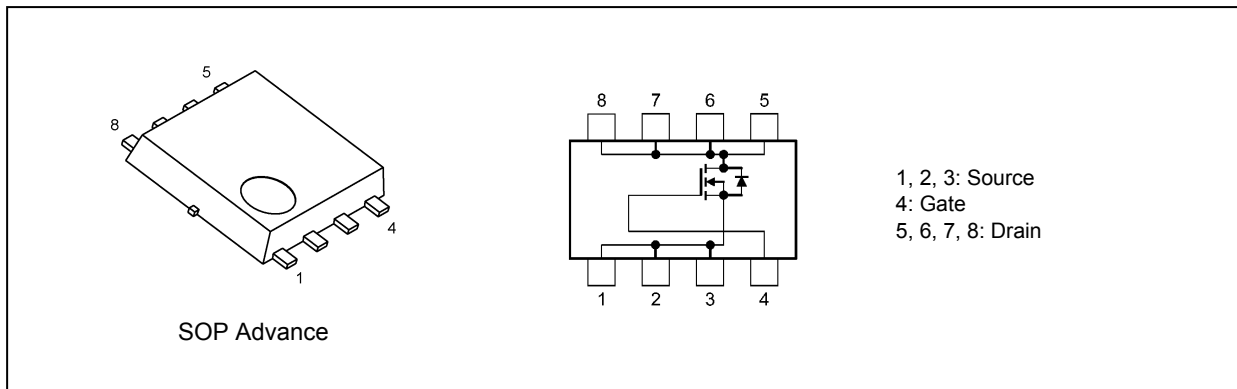 5
8
4
1
SOP Advance
8 7 6 5
1 2 3 4
1, 2, 3: Source
4: Gate
5, 6, 7, 8: Drain